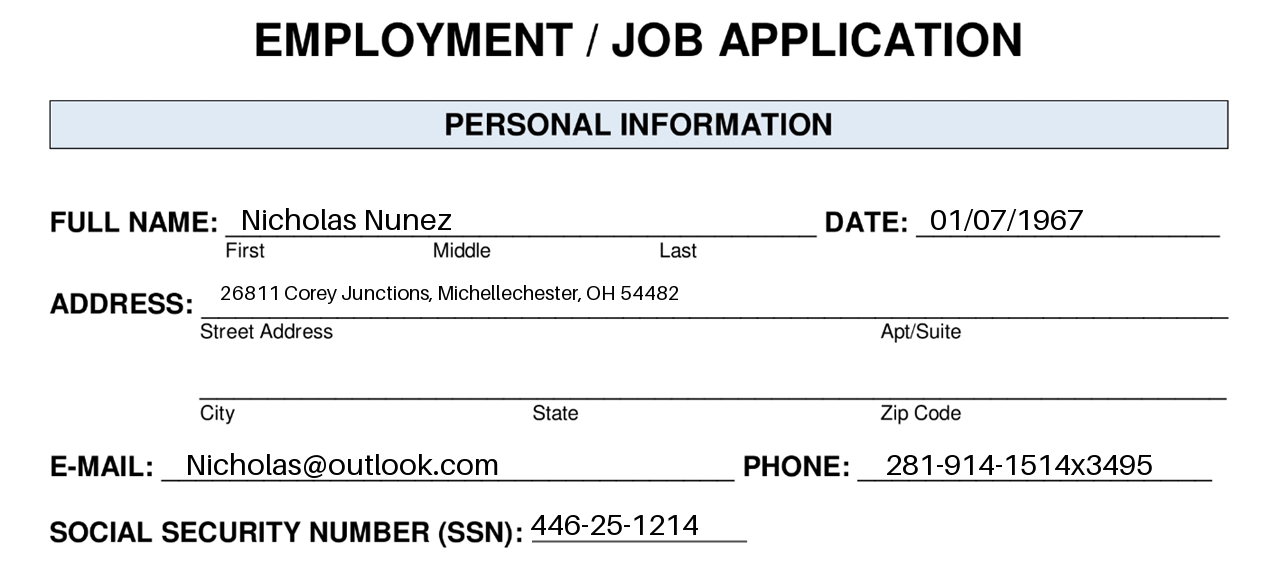 EMPLOYMENT / JOB APPLICATION
PERSONAL INFORMATION
FULL NAME: Nicholas Nunez DATE: 01/07/1967
First Middle Last
ADDRESS: 26811 Corey Junctions, Michellechester, OH 54482
Street Address Apt/Suite
City State Zip Code
E-MAIL: Nicholas@outlook.com PHONE: 281-914-1514x3495
SOCIAL SECURITY NUMBER (SSN): 446-25-1214